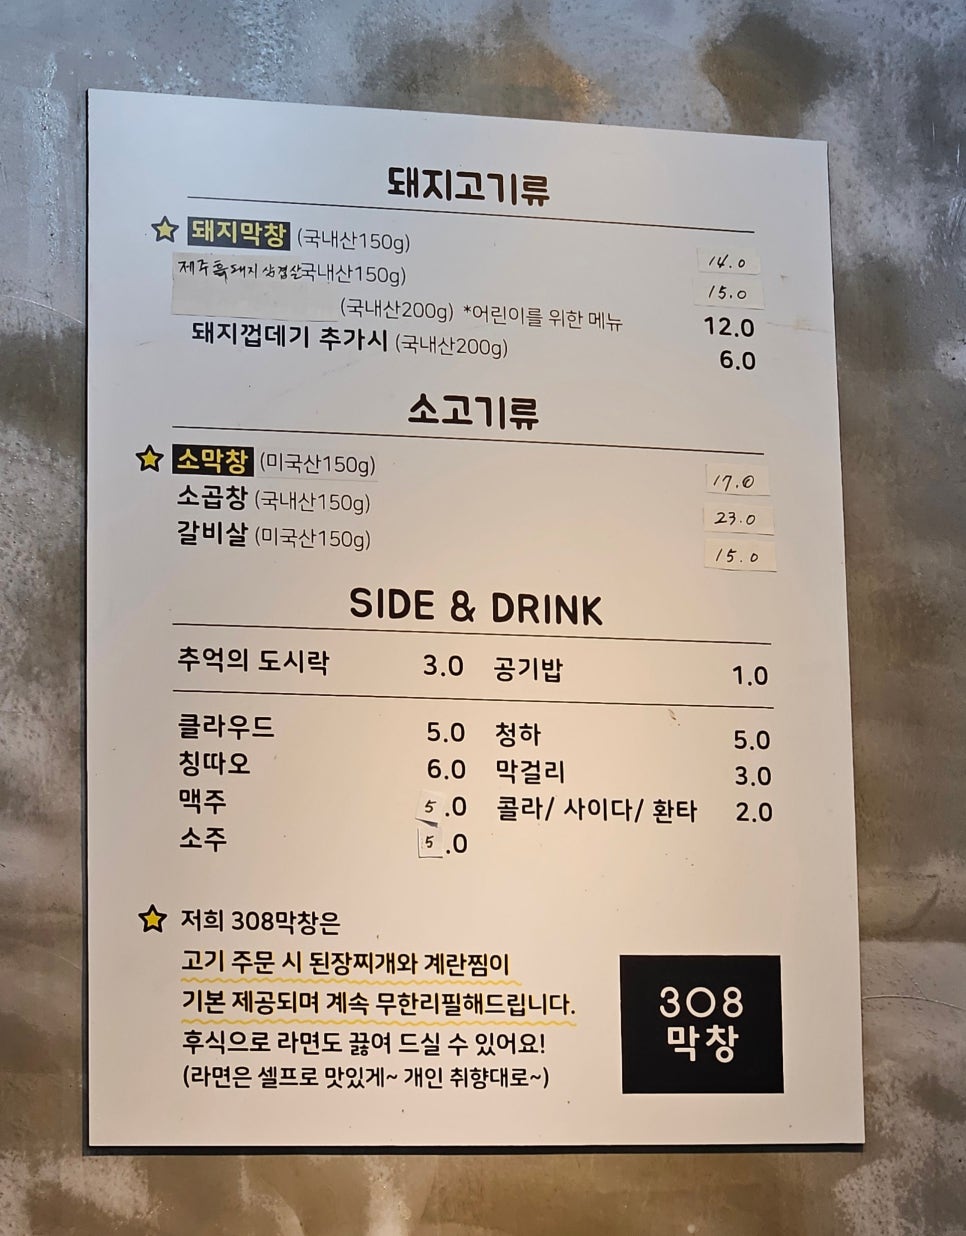 돼지고기류
돼지막창 (국내산150g) 14.0
제주흑돼지 삼겹살국내산150g) 15.0
(국내산200g) *어린이를 위한 메뉴 12.0
돼지껍데기 추가시 (국내산200g) 6.0
소고기류
소막창 (미국산150g) 17.0
소곱창 (국내산150g) 23.0
갈비살 (미국산150g) 15.0
SIDE & DRINK
추억의 도시락 3.0 공기밥 1.0
클라우드 5.0 청하 5.0
칭따오 6.0 막걸리 3.0
맥주 5.0 콜라/ 사이다/ 환타 2.0
소주 5.0
저희 308막창은
고기 주문 시 된장찌개와 계란찜이
기본 제공되며 계속 무한리필해드립니다.
후식으로 라면도 끓여 드실 수 있어요!
(라면은 셀프로 맛있게~ 개인 취향대로~)
308
막창